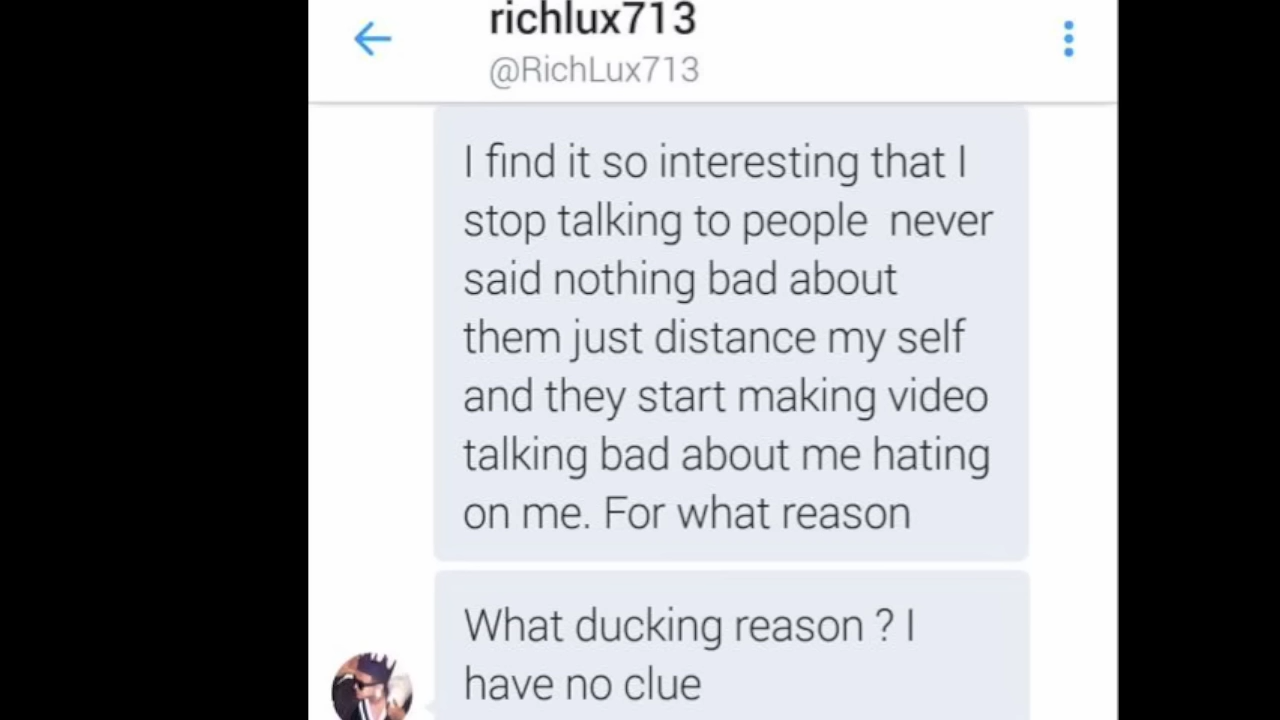 richlux713
@RichLux713
I find it so interesting that I
stop talking to people  never
said nothing bad about
them just distance my self
and they start making video
talking bad about me hating
on me. For what reason
What ducking reason ? I
have no clue